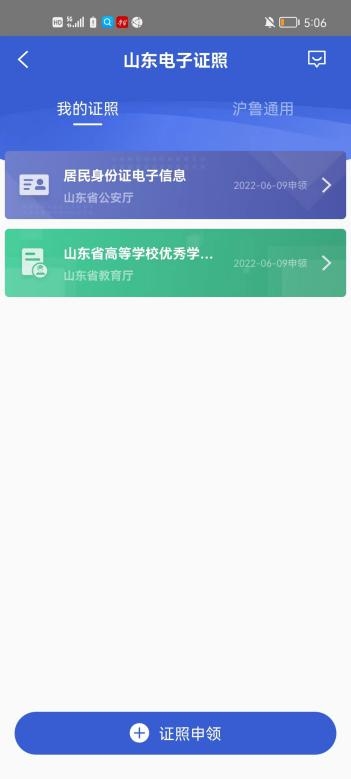 HD 5G 5:06
山东电子证照
我的证照 沪鲁通用
居民身份证电子信息
2022-06-09申领
山东省公安厅
山东省高等学校优秀学...
2022-06-09申领
山东省教育厅
证照申领